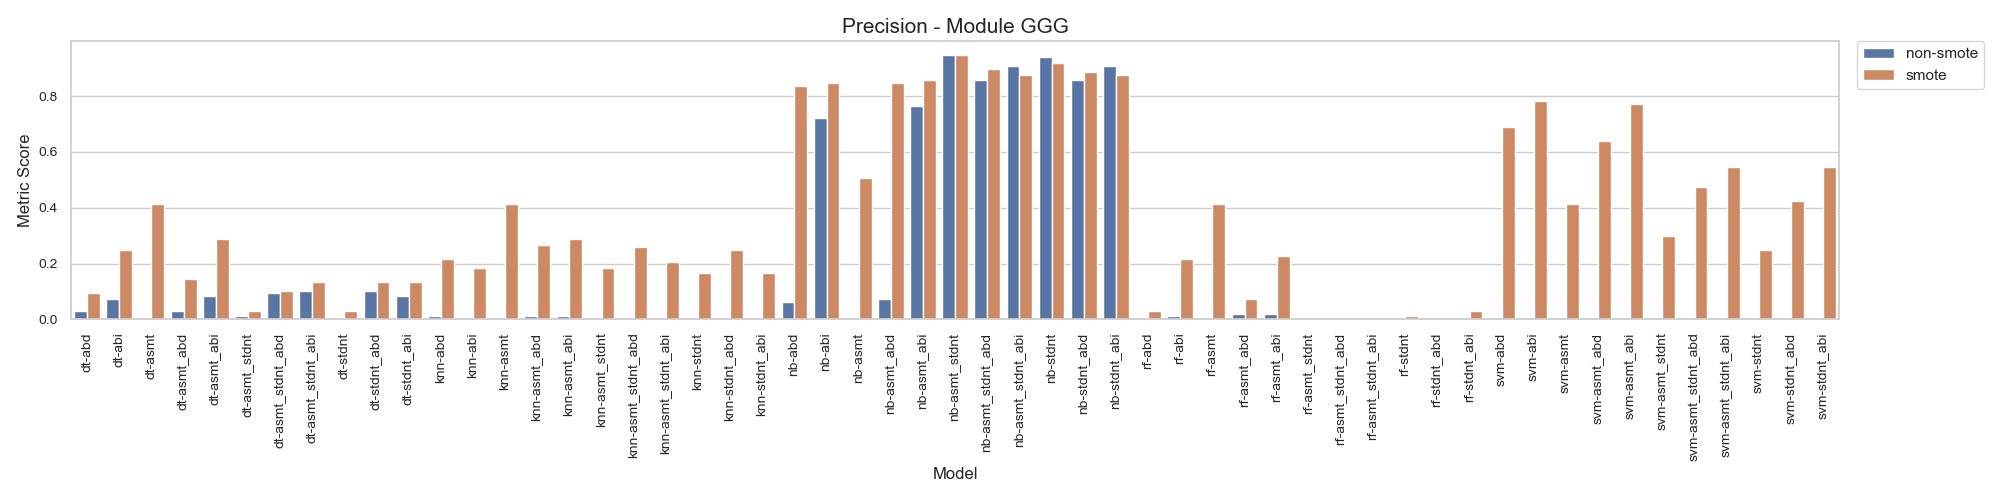 Precision - Module GGG
non-smote
smote
Metric Score
0.8
0.6
0.4
0.2
0.0
dt-abd
dt-abi
dt-asmt
dt-asmt_abd
dt-asmt_abi
dt-asmt_stdnt
dt-asmt_stdnt_abd
dt-asmt_stdnt_abi
dt-stdnt
dt-stdnt_abd
dt-stdnt_abi
knn-abd
knn-abi
knn-asmt
knn-asmt_abd
knn-asmt_abi
knn-asmt_stdnt
knn-asmt_stdnt_abd
knn-asmt_stdnt_abi
knn-stdnt
knn-stdnt_abd
knn-stdnt_abi
nb-abd
nb-abi
nb-asmt
nb-asmt_abd
nb-asmt_abi
nb-asmt_stdnt
nb-asmt_stdnt_abd
nb-asmt_stdnt_abi
nb-stdnt
nb-stdnt_abd
nb-stdnt_abi
rf-abd
rf-abi
rf-asmt
rf-asmt_abd
rf-asmt_abi
rf-asmt_stdnt
rf-asmt_stdnt_abd
rf-asmt_stdnt_abi
rf-stdnt
rf-stdnt_abd
rf-stdnt_abi
svm-abd
svm-abi
svm-asmt
svm-asmt_abd
svm-asmt_abi
svm-asmt_stdnt
svm-asmt_stdnt_abd
svm-asmt_stdnt_abi
svm-stdnt
svm-stdnt_abd
svm-stdnt_abi
Model